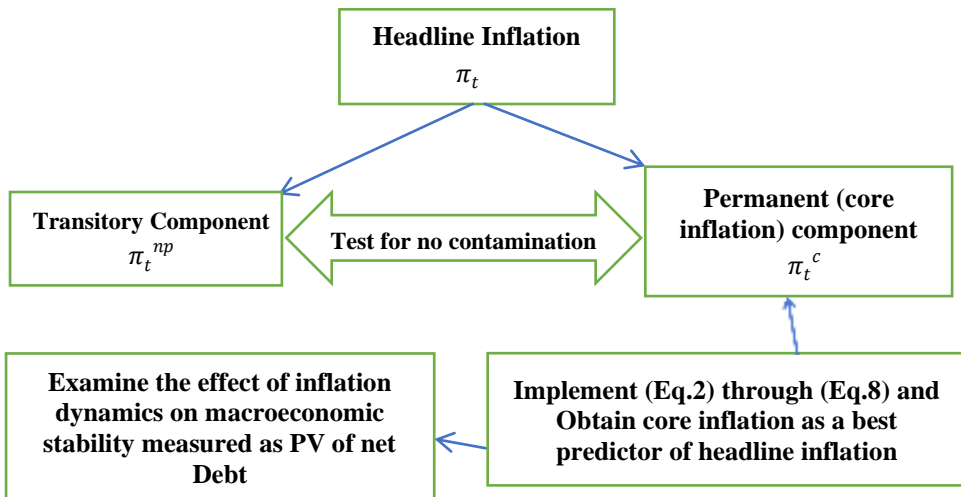 Headline Inflation
π_t
Transitory Component
π_t^{np}
Test for no contamination
Permanent (core
inflation) component
π_t^c
Examine the effect of inflation
dynamics on macroeconomic
stability measured as PV of net
Debt
Implement (Eq.2) through (Eq.8) and
Obtain core inflation as a best
predictor of headline inflation